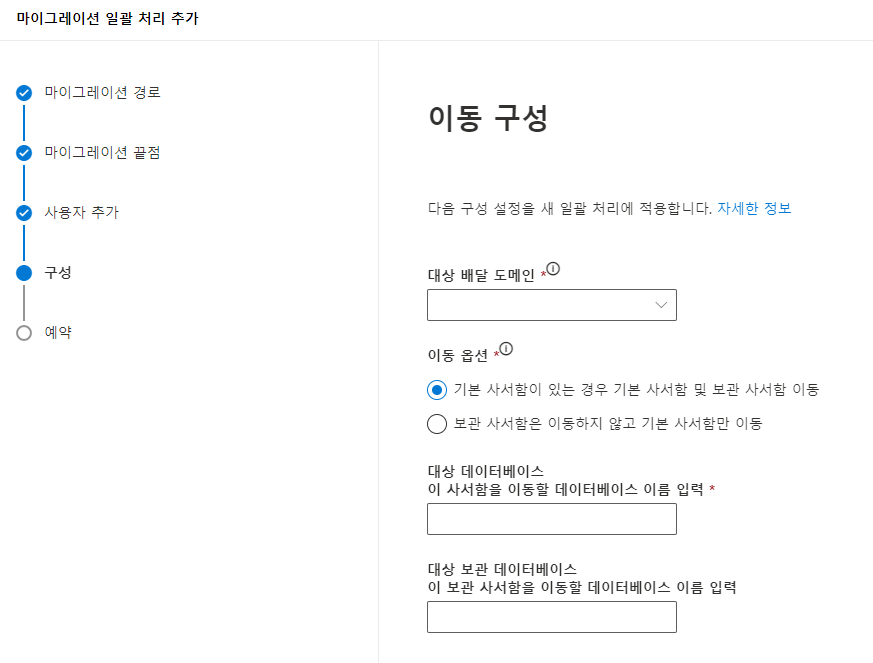 마이그레이션 일괄 처리 추가
마이그레이션 경로
마이그레이션 끝점
사용자 추가
구성
예약
이동 구성
다음 구성 설정을 새 일괄 처리에 적용합니다. 자세한 정보
대상 배달 도메인 *
이동 옵션 *
기본 사서함이 있는 경우 기본 사서함 및 보관 사서함 이동
보관 사서함은 이동하지 않고 기본 사서함만 이동
대상 데이터베이스
이 사서함을 이동할 데이터베이스 이름 입력 *
대상 보관 데이터베이스
이 보관 사서함을 이동할 데이터베이스 이름 입력